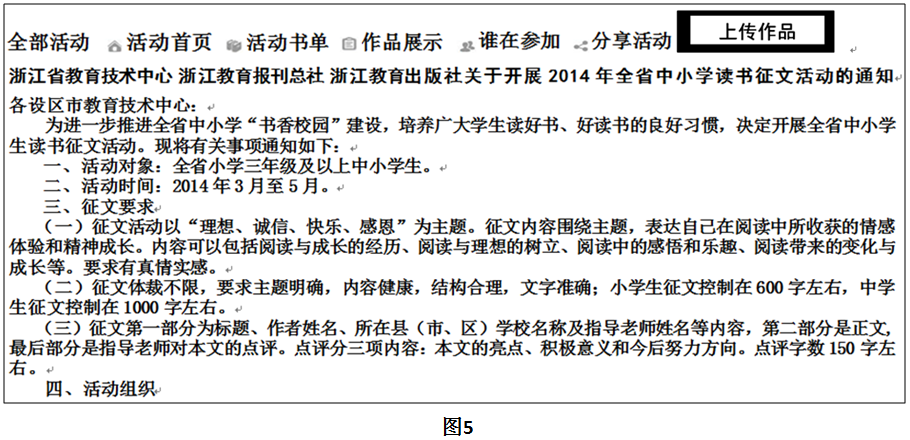 全部活动 活动首页 活动书单 作品展示 谁在参加 分享活动 上传作品
浙江省教育技术中心 浙江教育报刊总社 浙江教育出版社关于开展 2014 年全省中小学读书征文活动的通知
各设区市教育技术中心：
为进一步推进全省中小学“书香校园”建设，培养广大学生读好书、好读书的良好习惯，决定开展全省中小学
生读书征文活动。现将有关事项通知如下：
一、活动对象：全省小学三年级及以上中小学生。
二、活动时间：2014 年 3 月至 5 月。
三、征文要求
（一）征文活动以“理想、诚信、快乐、感恩”为主题。征文内容围绕主题，表达自己在阅读中所收获的情感
体验和精神成长。内容可以包括阅读与成长的经历、阅读与理想的树立、阅读中的感悟和乐趣、阅读带来的变化与
成长等。要求有真情实感。
（二）征文体裁不限，要求主题明确，内容健康，结构合理，文字准确；小学生征文控制在 600 字左右，中学
生征文控制在 1000 字左右。
（三）征文第一部分为标题、作者姓名、所在县（市、区）学校名称及指导老师姓名等内容，第二部分是正文，
最后部分是指导老师对本文的点评。点评分三项内容：本文的亮点、积极意义和今后努力方向。点评字数 150 字左
右。
四、活动组织
图5